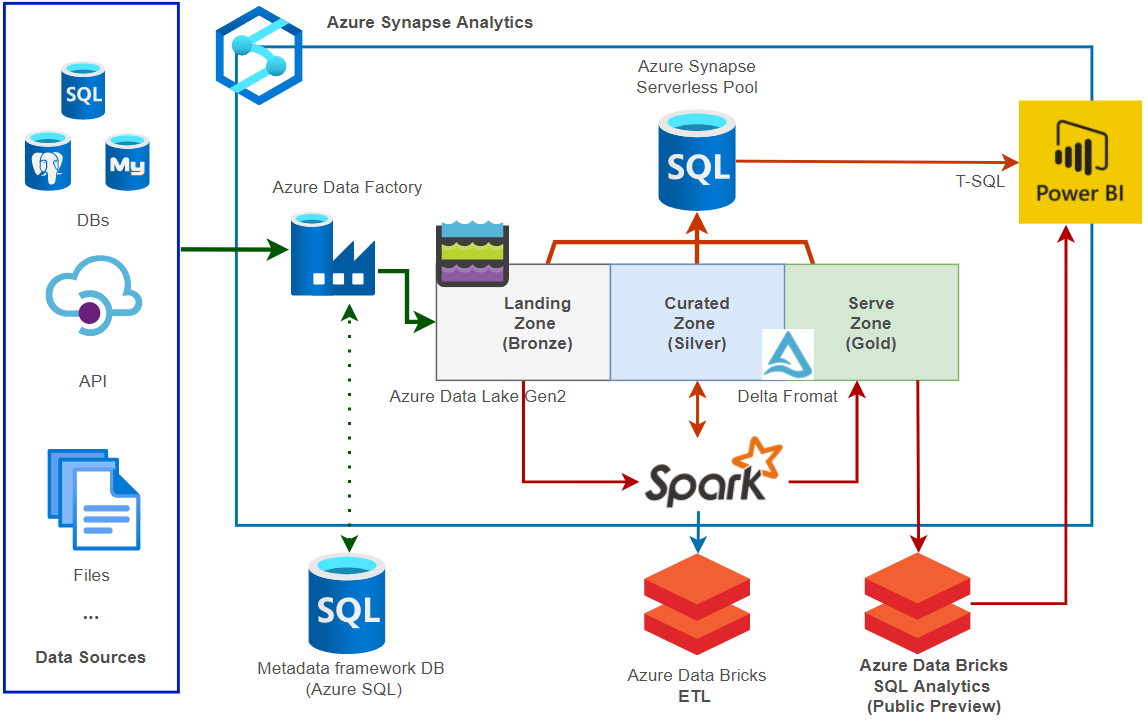 Azure Synapse Analytics
Azure Synapse
Serverless Pool
SQL
SQL
My
DBs
Azure Data Factory
T-SQL
Power BI
Landing
Zone
(Bronze)
Curated
Zone
(Silver)
Serve
Zone
(Gold)
API
Azure Data Lake Gen2
Delta Fromat
Spark
Files
...
Data Sources
SQL
Metadata framework DB
(Azure SQL)
Azure Data Bricks
ETL
Azure Data Bricks
SQL Analytics
(Public Preview)